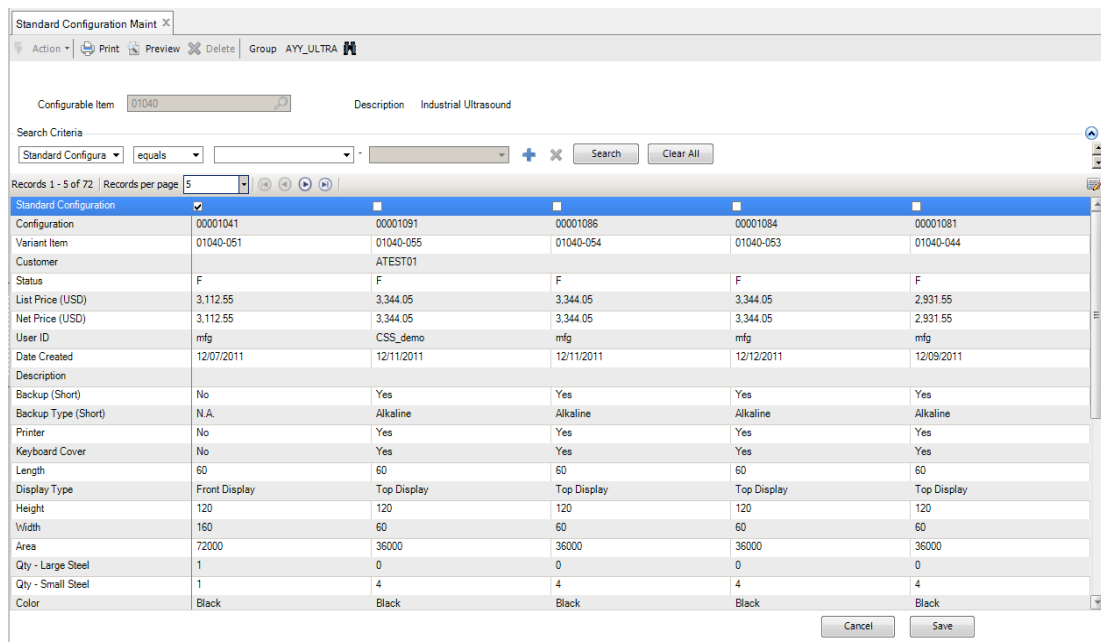 Standard Configuration Maint
Action Print Preview Delete Group AYY_ULTRA
Configurable Item 01040 Description Industrial Ultrasound
Search Criteria
Standard Configura equals - Search Clear All
Records 1 - 5 of 72 Records per page 5
Standard Configuration
Configuration 00001041 00001091 00001086 00001084 00001081
Variant Item 01040-051 01040-055 01040-054 01040-053 01040-044
Customer ATEST01
Status F F F F F
List Price (USD) 3,112.55 3,344.05 3,344.05 3,344.05 2,931.55
Net Price (USD) 3,112.55 3,344.05 3,344.05 3,344.05 2,931.55
User ID mfg CSS_demo mfg mfg mfg
Date Created 12/07/2011 12/11/2011 12/11/2011 12/12/2011 12/09/2011
Description
Backup (Short) No Yes Yes Yes Yes
Backup Type (Short) N.A. Alkaline Alkaline Alkaline Alkaline
Printer No Yes Yes Yes Yes
Keyboard Cover No Yes Yes Yes Yes
Length 60 60 60 60 60
Display Type Front Display Top Display Top Display Top Display Top Display
Height 120 120 120 120 120
Width 160 60 60 60 60
Area 72000 36000 36000 36000 36000
Qty - Large Steel 1 0 0 0 0
Qty - Small Steel 1 4 4 4 4
Color Black Black Black Black Black
Cancel Save